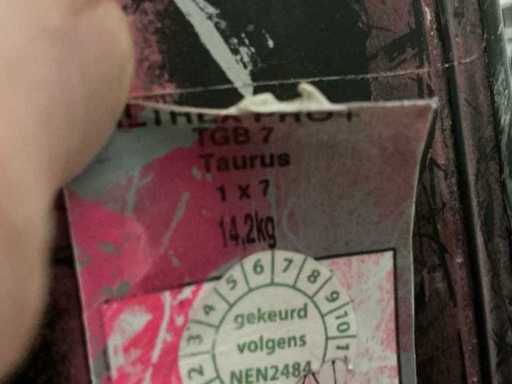 TGB 7
Taurus
1 x 7
14,2kg
2 3 4 5 6 7 8 9 10
gekeurd
volgens
NEN2484